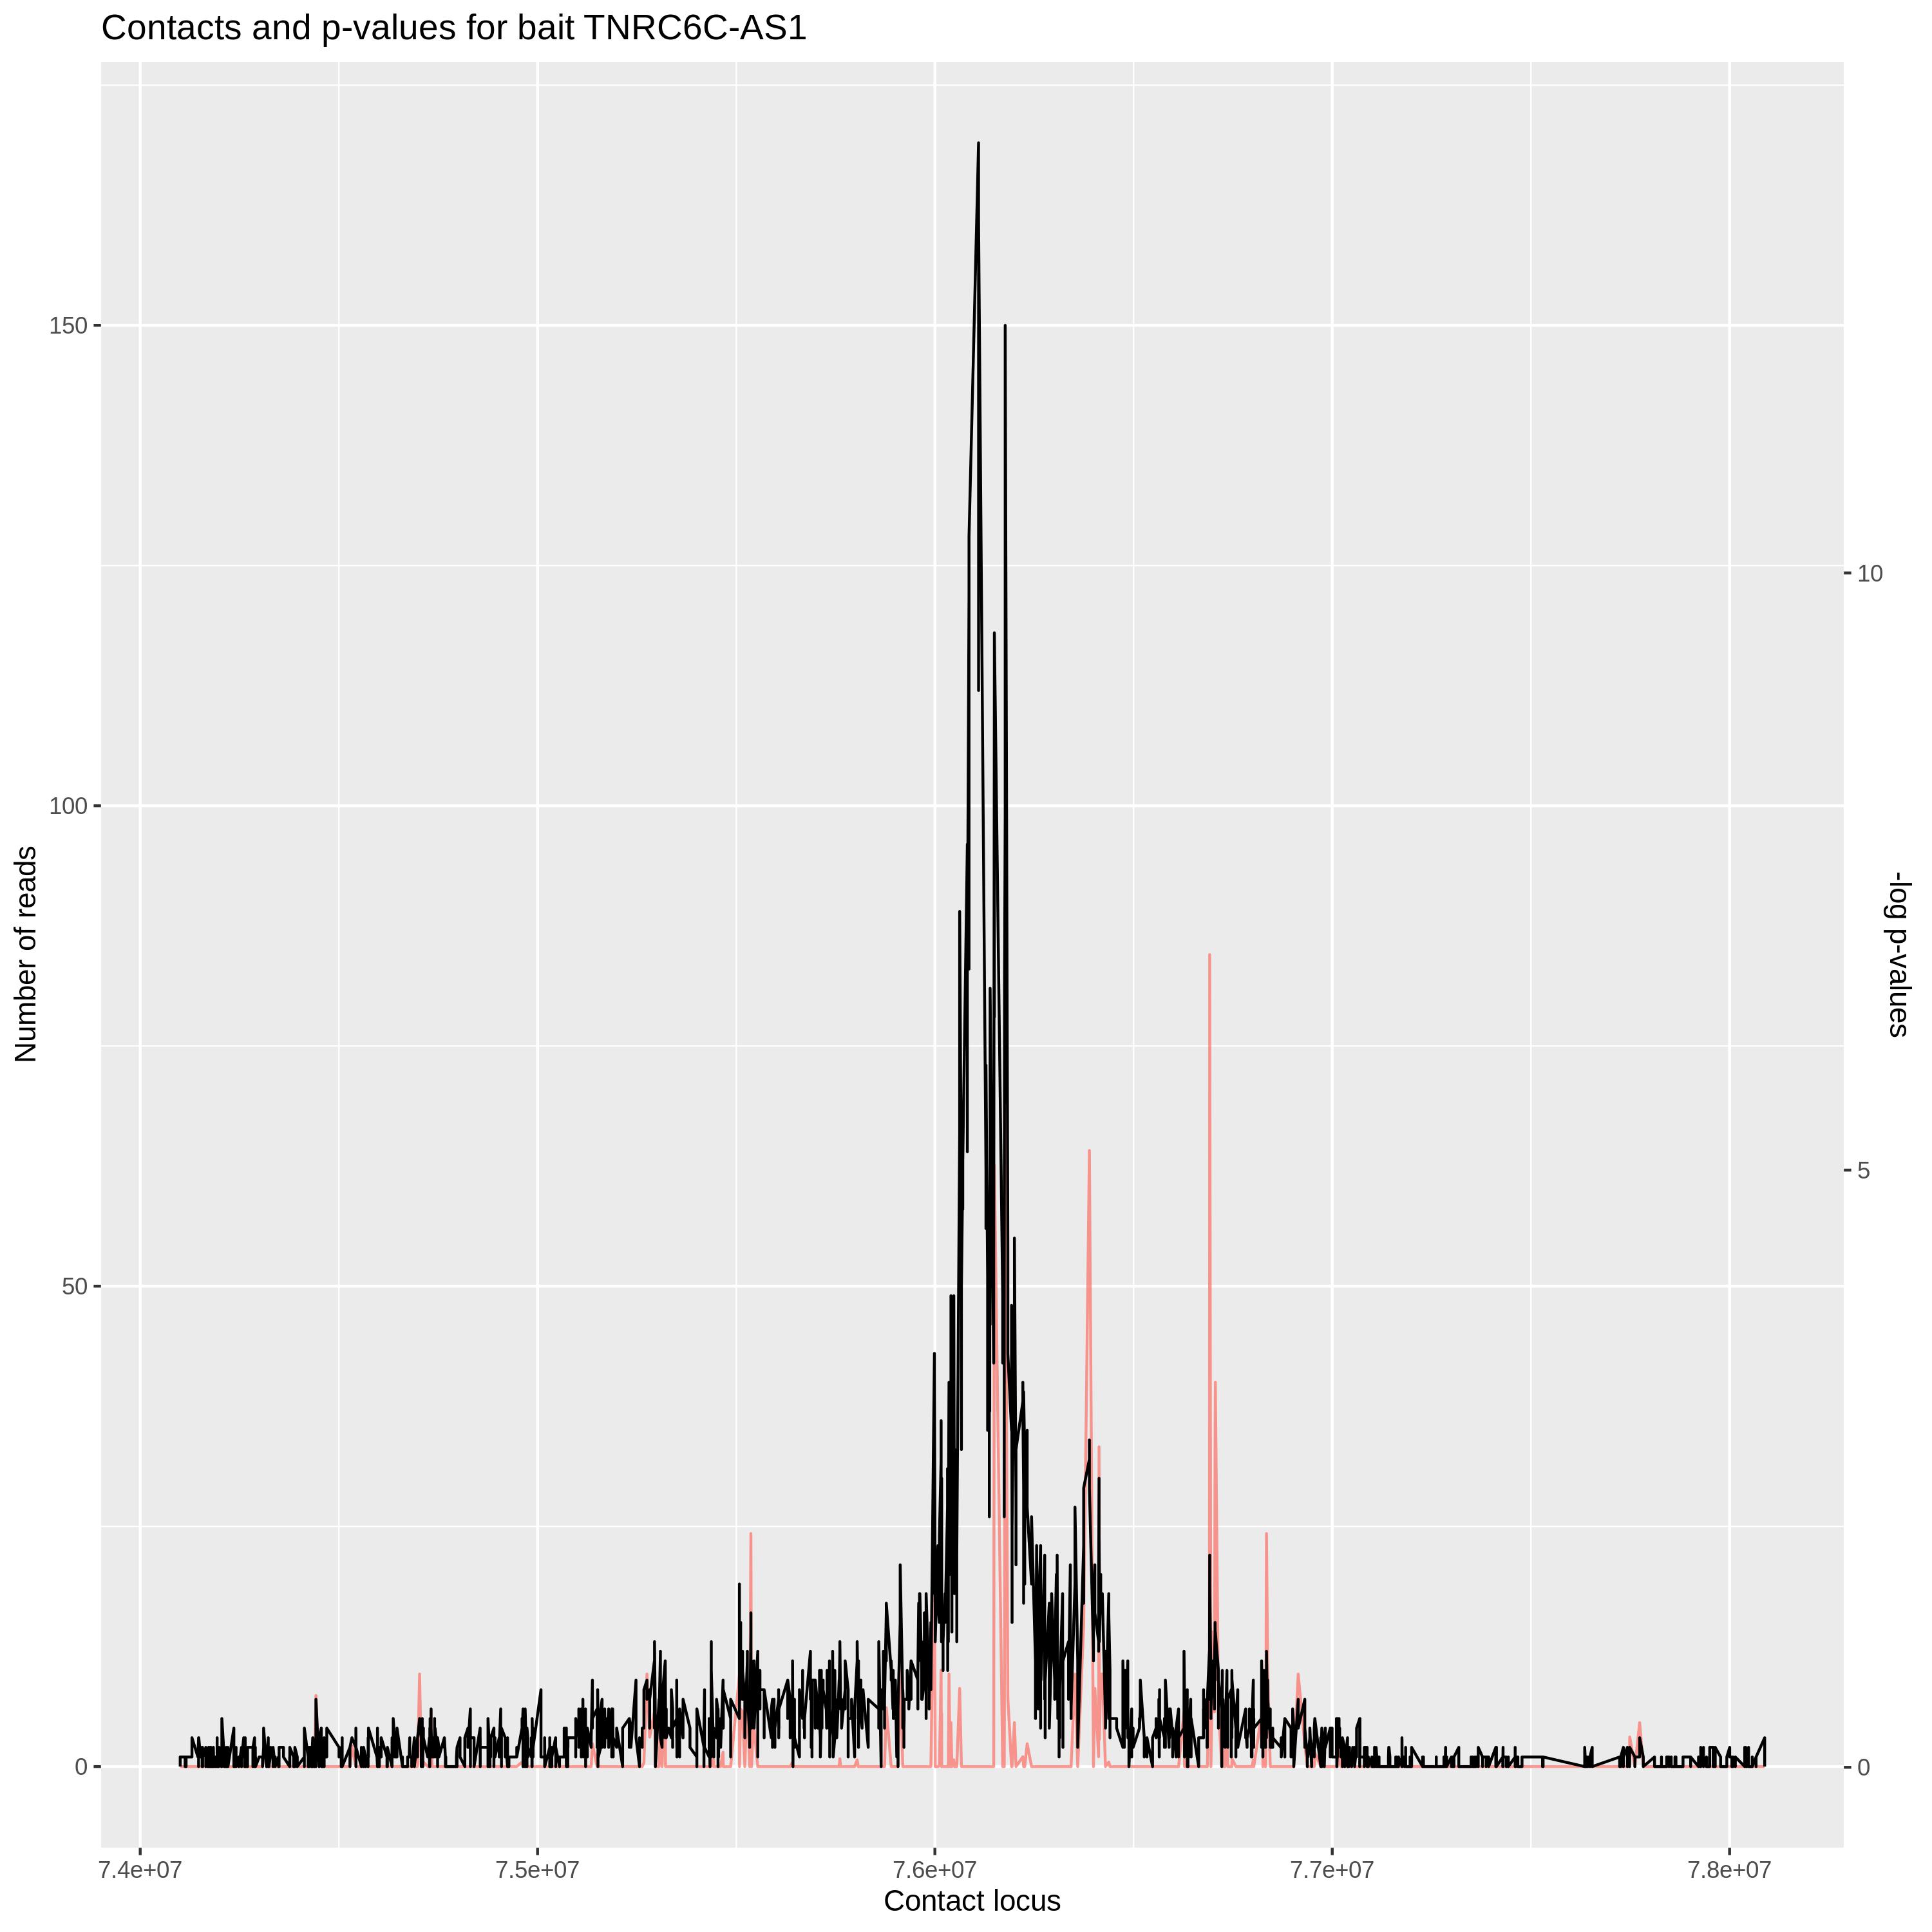 Contacts and p-values for bait TNRC6C-AS1
150
100
50
0
Number of reads
10
5
0
-log p-values
7.4e+07
7.5e+07
7.6e+07
7.7e+07
7.8e+07
Contact locus